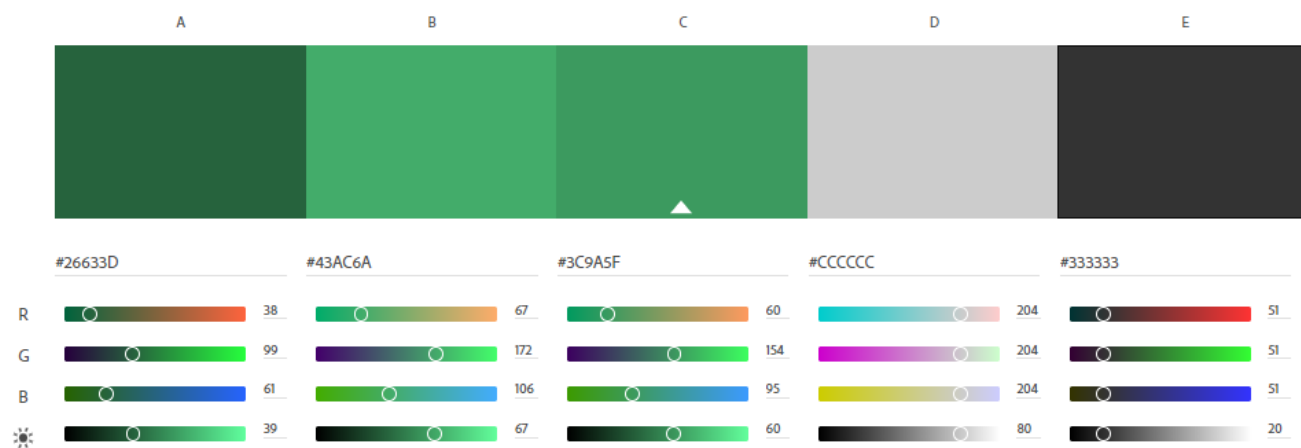 A B C D E
#26633D #43AC6A #3C9A5F #CCCCCC #333333
R 38 67 60 204 51
G 99 172 154 204 51
B 61 106 95 204 51
39 67 60 80 20